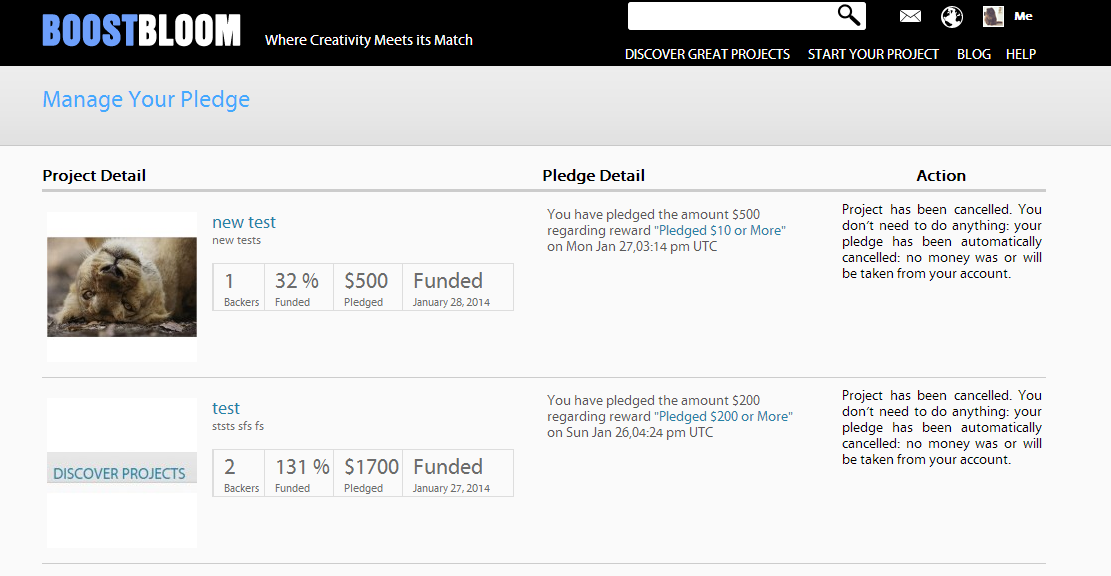 BOOSTBLOOM
Where Creativity Meets its Match
Me
DISCOVER GREAT PROJECTS START YOUR PROJECT BLOG HELP
Manage Your Pledge
Project Detail Pledge Detail Action
new test
new tests
1 32 % $500 Funded
Backers Funded Pledged January 28, 2014
You have pledged the amount $500
regarding reward "Pledged $10 or More"
on Mon Jan 27,03:14 pm UTC
Project has been cancelled. You
don't need to do anything: your
pledge has been automatically
cancelled: no money was or will
be taken from your account.
DISCOVER PROJECTS
test
ststs sfs fs
2 131 % $1700 Funded
Backers Funded Pledged January 27, 2014
You have pledged the amount $200
regarding reward "Pledged $200 or More"
on Sun Jan 26,04:24 pm UTC
Project has been cancelled. You
don't need to do anything: your
pledge has been automatically
cancelled: no money was or will
be taken from your account.